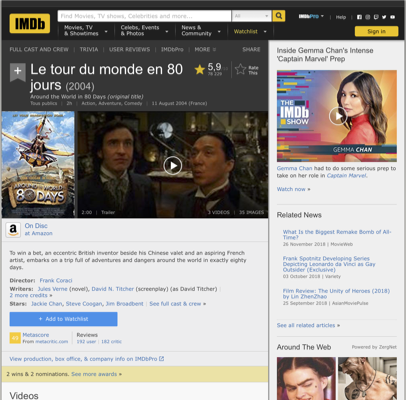 IMDb
Find Movies, TV shows, Celebrities and more...
All
IMDbPro
Help
Movies, TV
& Showtimes
Celebs, Events
& Photos
News &
Community
Watchlist
Sign in
FULL CAST AND CREW | TRIVIA | USER REVIEWS | IMDbPro | MORE
SHARE
Le tour du monde en 80
jours (2004)
5,9
Rate
This
Around the World in 80 Days (original title)
Tous publics | 2h | Action, Adventure, Comedy | 11 August 2004 (France)
AROUND THE WORLD
80 DAYS
2:00 | Trailer
3 VIDEOS | 35 IMAGES
On Disc
at Amazon
To win a bet, an eccentric British inventor beside his Chinese valet and an aspiring French
artist, embarks on a trip full of adventures and dangers around the world in exactly eighty
days.
Director: Frank Coraci
Writers: Jules Verne (novel), David N. Titcher (screenplay) (as David Titcher) |
2 more credits »
Stars: Jackie Chan, Steve Coogan, Jim Broadbent | See full cast & crew »
+ Add to Watchlist
Metascore
From metacritic.com
Reviews
192 user | 182 critic
View production, box office, & company info on IMDbPro
2 wins & 2 nominations. See more awards »
Videos
Inside Gemma Chan's Intense
'Captain Marvel' Prep
THE
IMDb
SHOW
GEMMA CHAN
Gemma Chan had to do some serious prep to
take on her role in Captain Marvel.
Watch now »
Related News
What Is the Biggest Remake Bomb of All-
Time?
26 November 2018 | MovieWeb
Frank Spotnitz Developing Series
Depicting Leonardo da Vinci as Gay
Outsider (Exclusive)
03 October 2018 | Variety
Film Review: The Unity of Heroes (2018)
by Lin ZhenZhao
25 September 2018 | AsianMoviePulse
See all related articles »
Around The Web
Powered by ZergNet